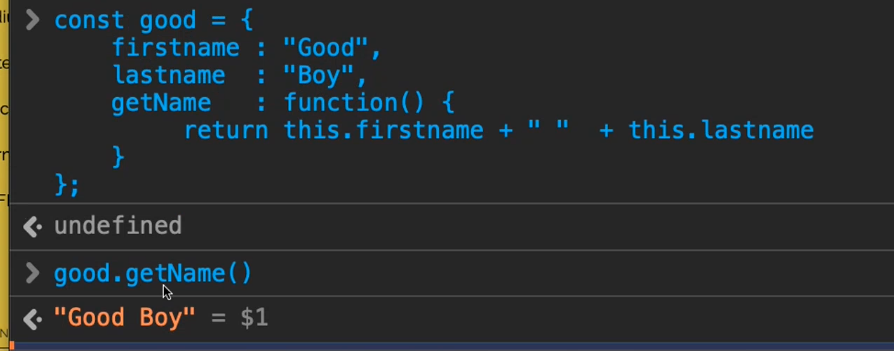 const good = {
firstname : "Good",
lastname : "Boy",
getName : function() {
return this.firstname + " " + this.lastname
}
};
undefined
good.getName()
"Good Boy" = $1